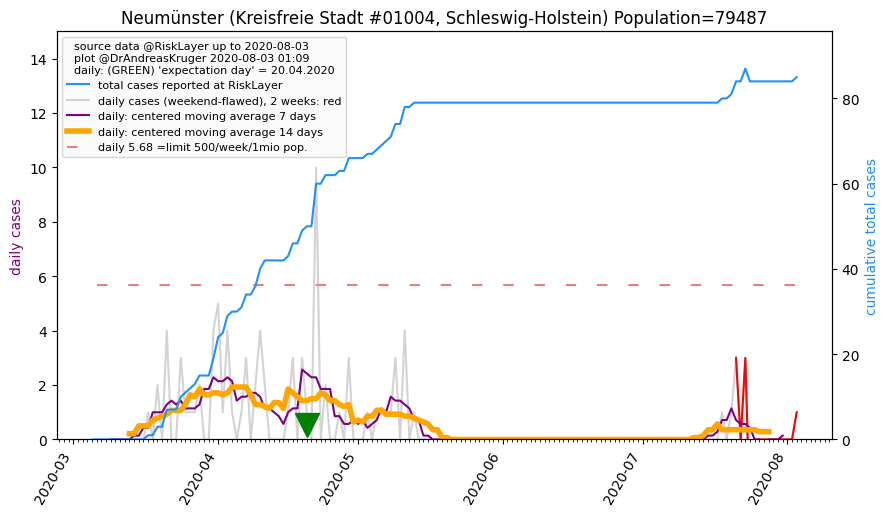 Neumünster (Kreisfreie Stadt #01004, Schleswig-Holstein) Population=79487
source data @RiskLayer up to 2020-08-03
plot @DrAndreasKruger 2020-08-03 01:09
daily: (GREEN) 'expectation day' = 20.04.2020
total cases reported at RiskLayer
daily cases (weekend-flawed), 2 weeks: red
daily: centered moving average 7 days
daily: centered moving average 14 days
daily 5.68 =limit 500/week/1mio pop.
daily cases
14
12
10
8
6
4
2
0
cumulative total cases
80
60
40
20
0
2020-03
2020-04
2020-05
2020-06
2020-07
2020-08